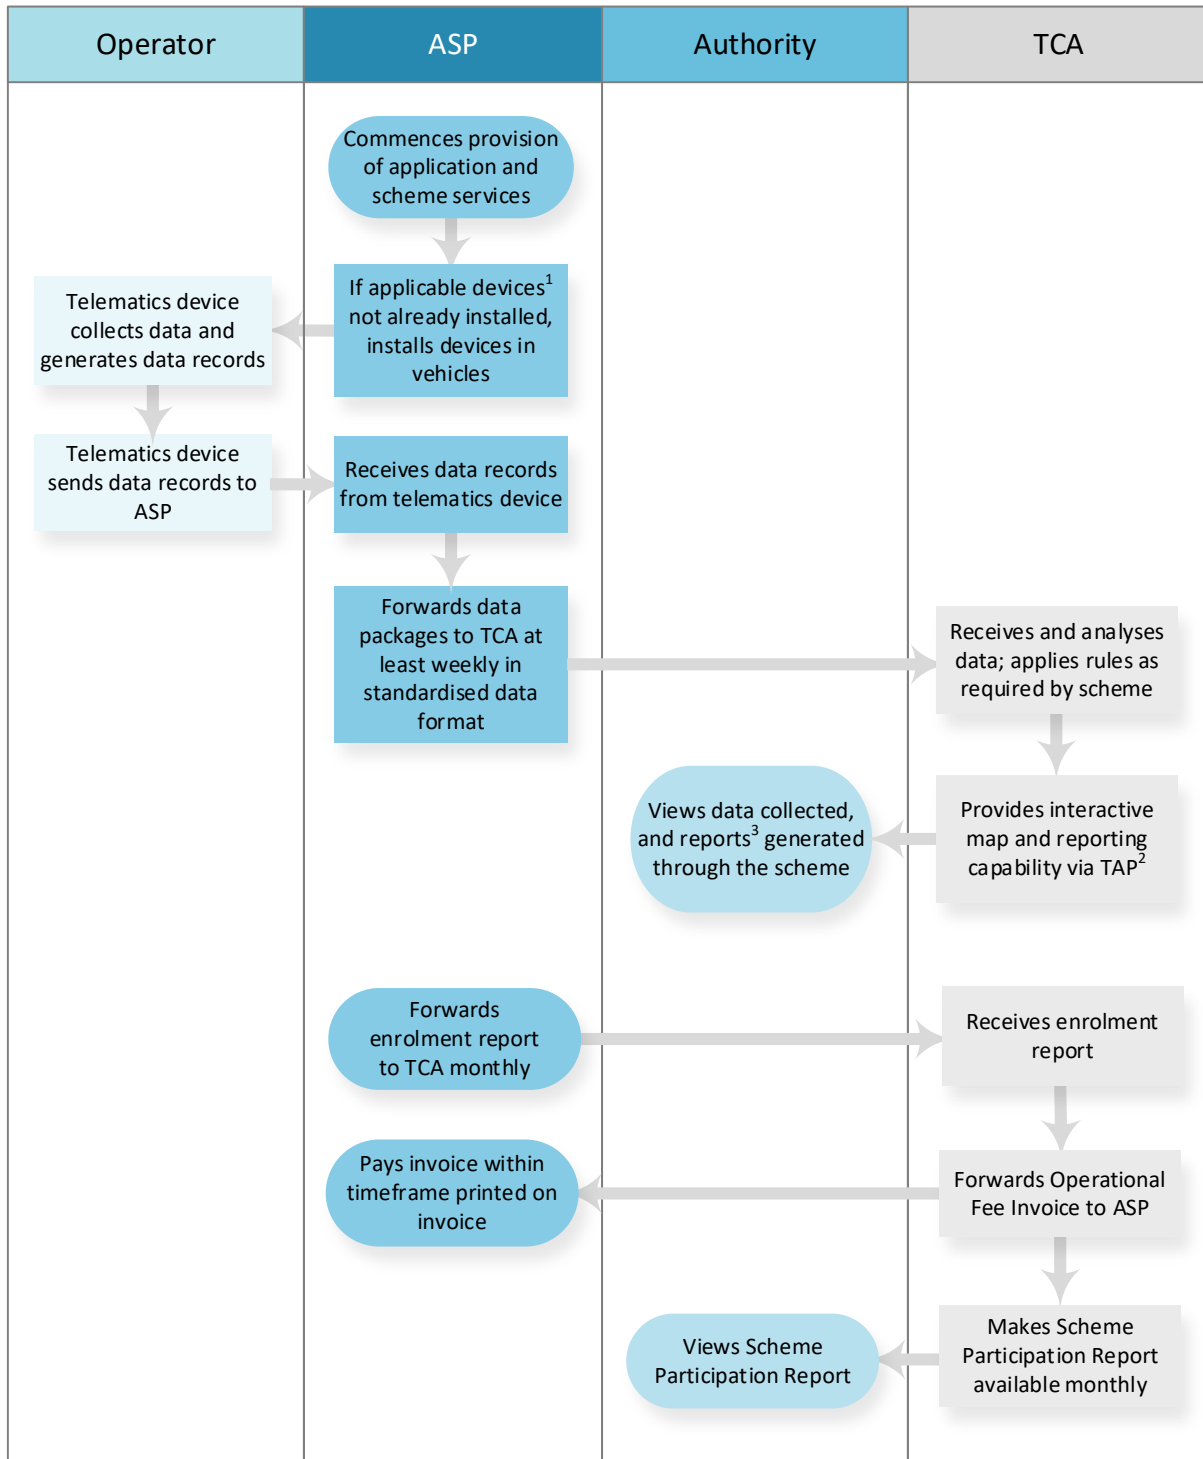 Operator
ASP
Authority
TCA
Commences provision
of application and
scheme services
If applicable devices¹
not already installed,
installs devices in
vehicles
Telematics device
collects data and
generates data records
Telematics device
sends data records to
ASP
Receives data records
from telematics device
Forwards data
packages to TCA at
least weekly in
standardised data
format
Receives and analyses
data; applies rules as
required by scheme
Provides interactive
map and reporting
capability via TAP²
Views data collected,
and reports³ generated
through the scheme
Forwards
enrolment report
to TCA monthly
Receives enrolment
report
Forwards Operational
Fee Invoice to ASP
Pays invoice within
timeframe printed on
invoice
Makes Scheme
Participation Report
available monthly
Views Scheme
Participation Report